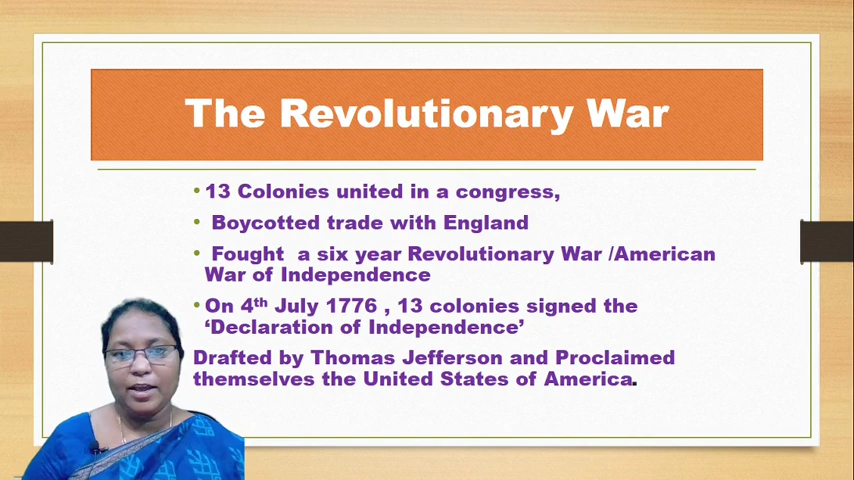 The Revolutionary War
• 13 Colonies united in a congress,
• Boycotted trade with England
• Fought a six year Revolutionary War /American
War of Independence
• On 4th July 1776 , 13 colonies signed the
‘Declaration of Independence’
Drafted by Thomas Jefferson and Proclaimed
themselves the United States of America.